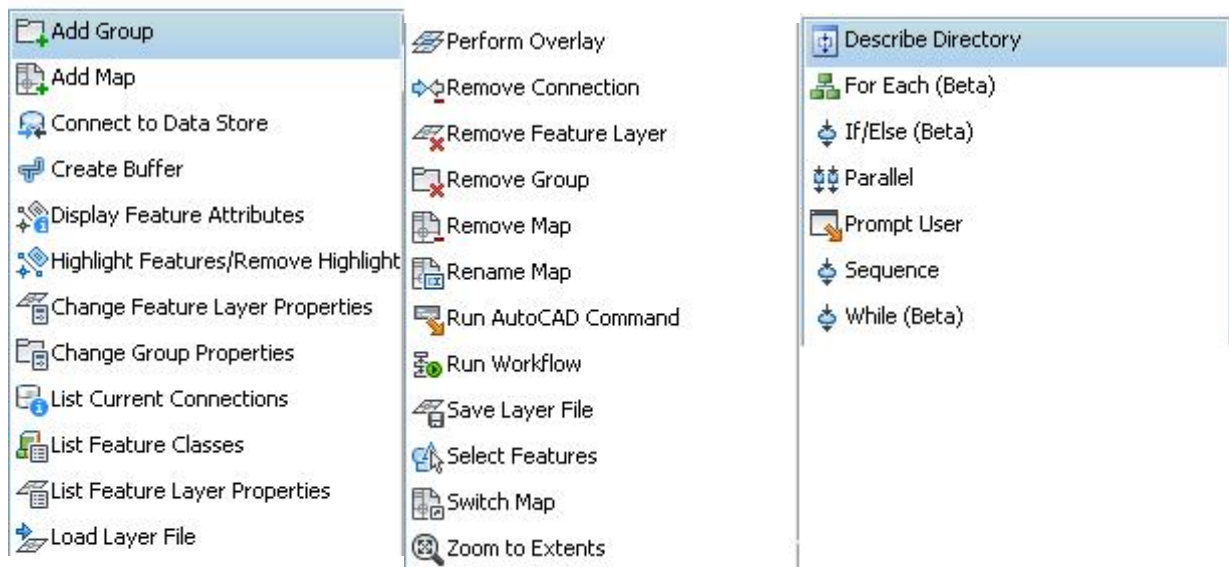 Add Group
Add Map
Connect to Data Store
Create Buffer
Display Feature Attributes
Highlight Features/Remove Highlight
Change Feature Layer Properties
Change Group Properties
List Current Connections
List Feature Classes
List Feature Layer Properties
Load Layer File
Perform Overlay
Remove Connection
Remove Feature Layer
Remove Group
Remove Map
Rename Map
Run AutoCAD Command
Run Workflow
Save Layer File
Select Features
Switch Map
Zoom to Extents
Describe Directory
For Each (Beta)
If/Else (Beta)
Parallel
Prompt User
Sequence
While (Beta)